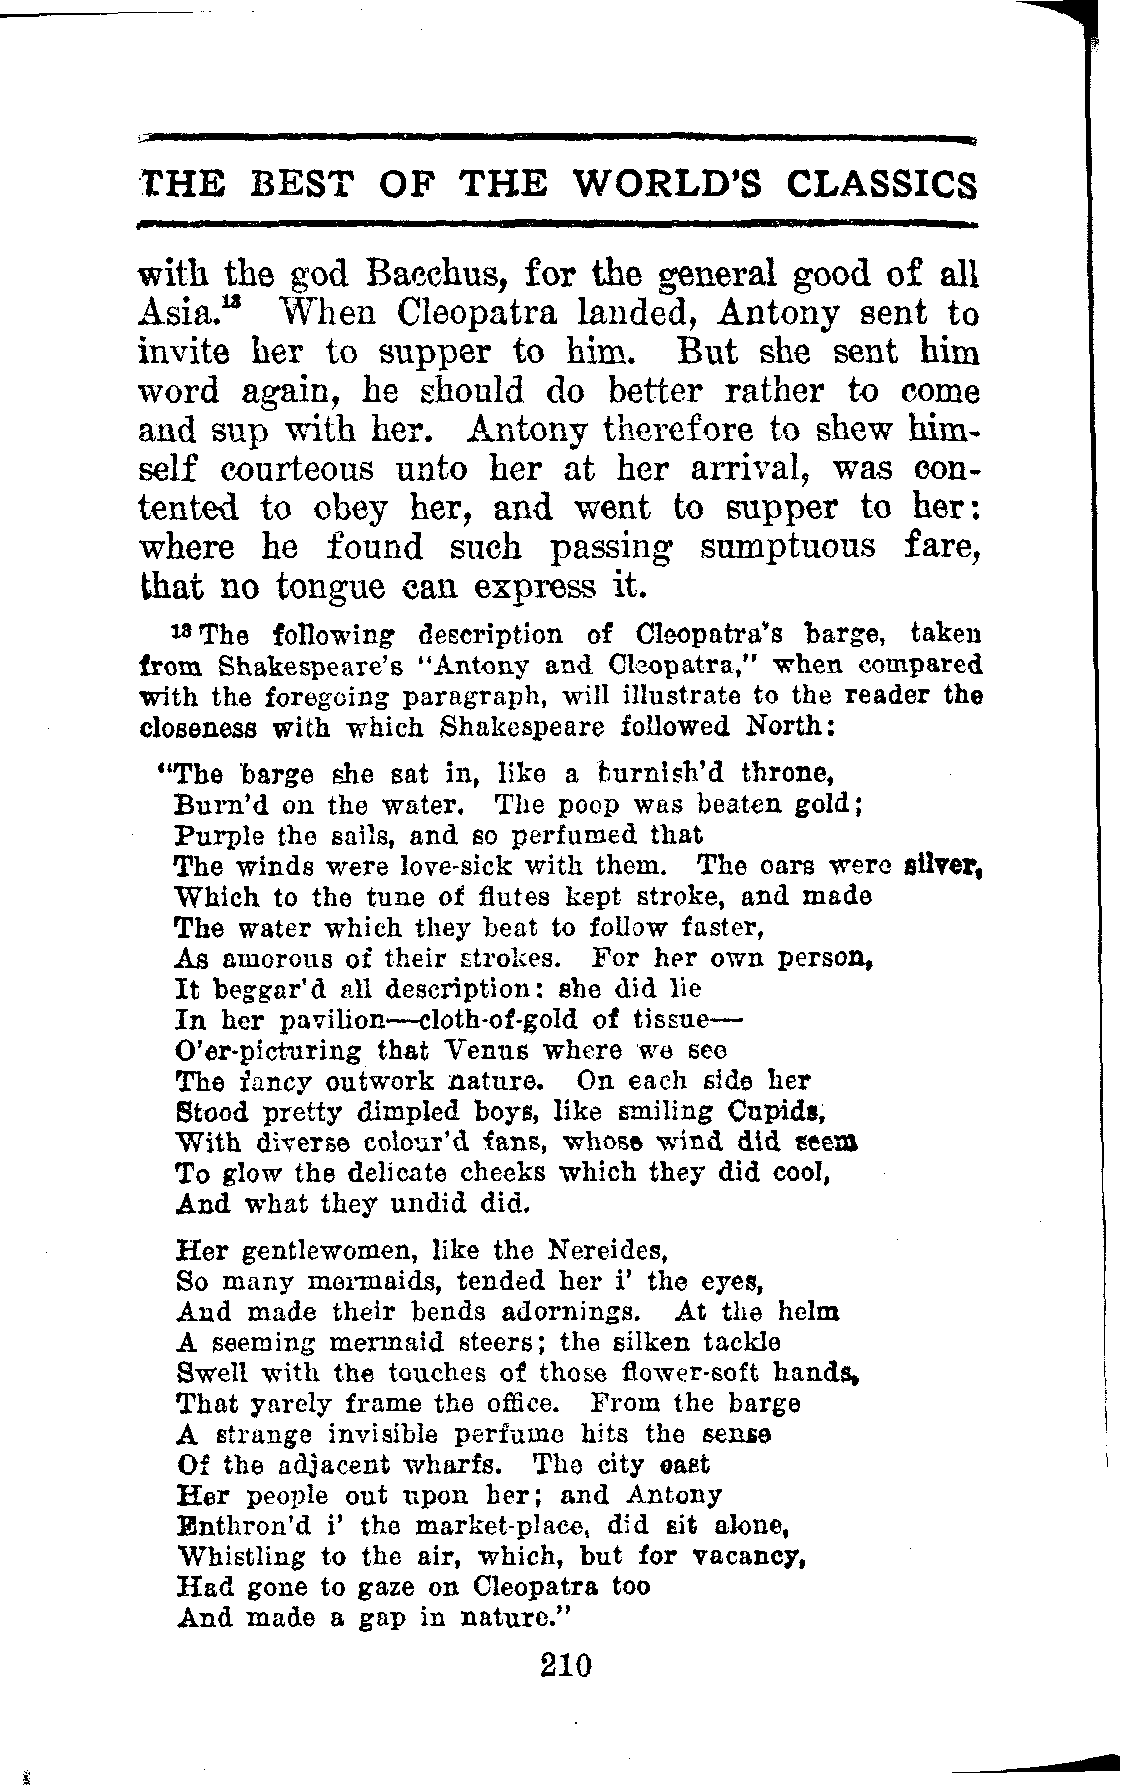 THE BEST OF THE WORLD'S CLASSICS
with the god Bacchus, for the general good of all
Asia.¹³ When Cleopatra landed, Antony sent to
invite her to supper to him. But she sent him
word again, he should do better rather to come
and sup with her. Antony therefore to shew him-
self courteous unto her at her arrival, was con-
tented to obey her, and went to supper to her:
where he found such passing sumptuous fare,
that no tongue can express it.
¹³ The following description of Cleopatra's barge, taken
from Shakespeare's "Antony and Cleopatra," when compared
with the foregoing paragraph, will illustrate to the reader the
closeness with which Shakespeare followed North:
"The barge she sat in, like a burnish'd throne,
Burn'd on the water. The poop was beaten gold;
Purple the sails, and so perfumed that
The winds were love-sick with them. The oars were silver,
Which to the tune of flutes kept stroke, and made
The water which they beat to follow faster,
As amorous of their strokes. For her own person,
It beggar'd all description: she did lie
In her pavilion—cloth-of-gold of tissue—
O'er-picturing that Venus where we see
The fancy outwork nature. On each side her
Stood pretty dimpled boys, like smiling Cupids,
With diverse colour'd fans, whose wind did seem
To glow the delicate cheeks which they did cool,
And what they undid did.
Her gentlewomen, like the Nereides,
So many mermaids, tended her i' the eyes,
And made their bends adornings. At the helm
A seeming mermaid steers; the silken tackle
Swell with the touches of those flower-soft hands,
That yarely frame the office. From the barge
A strange invisible perfume hits the sense
Of the adjacent wharfs. The city cast
Her people out upon her; and Antony
Enthron'd i' the market-place, did sit alone,
Whistling to the air, which, but for vacancy,
Had gone to gaze on Cleopatra too
And made a gap in nature."
210